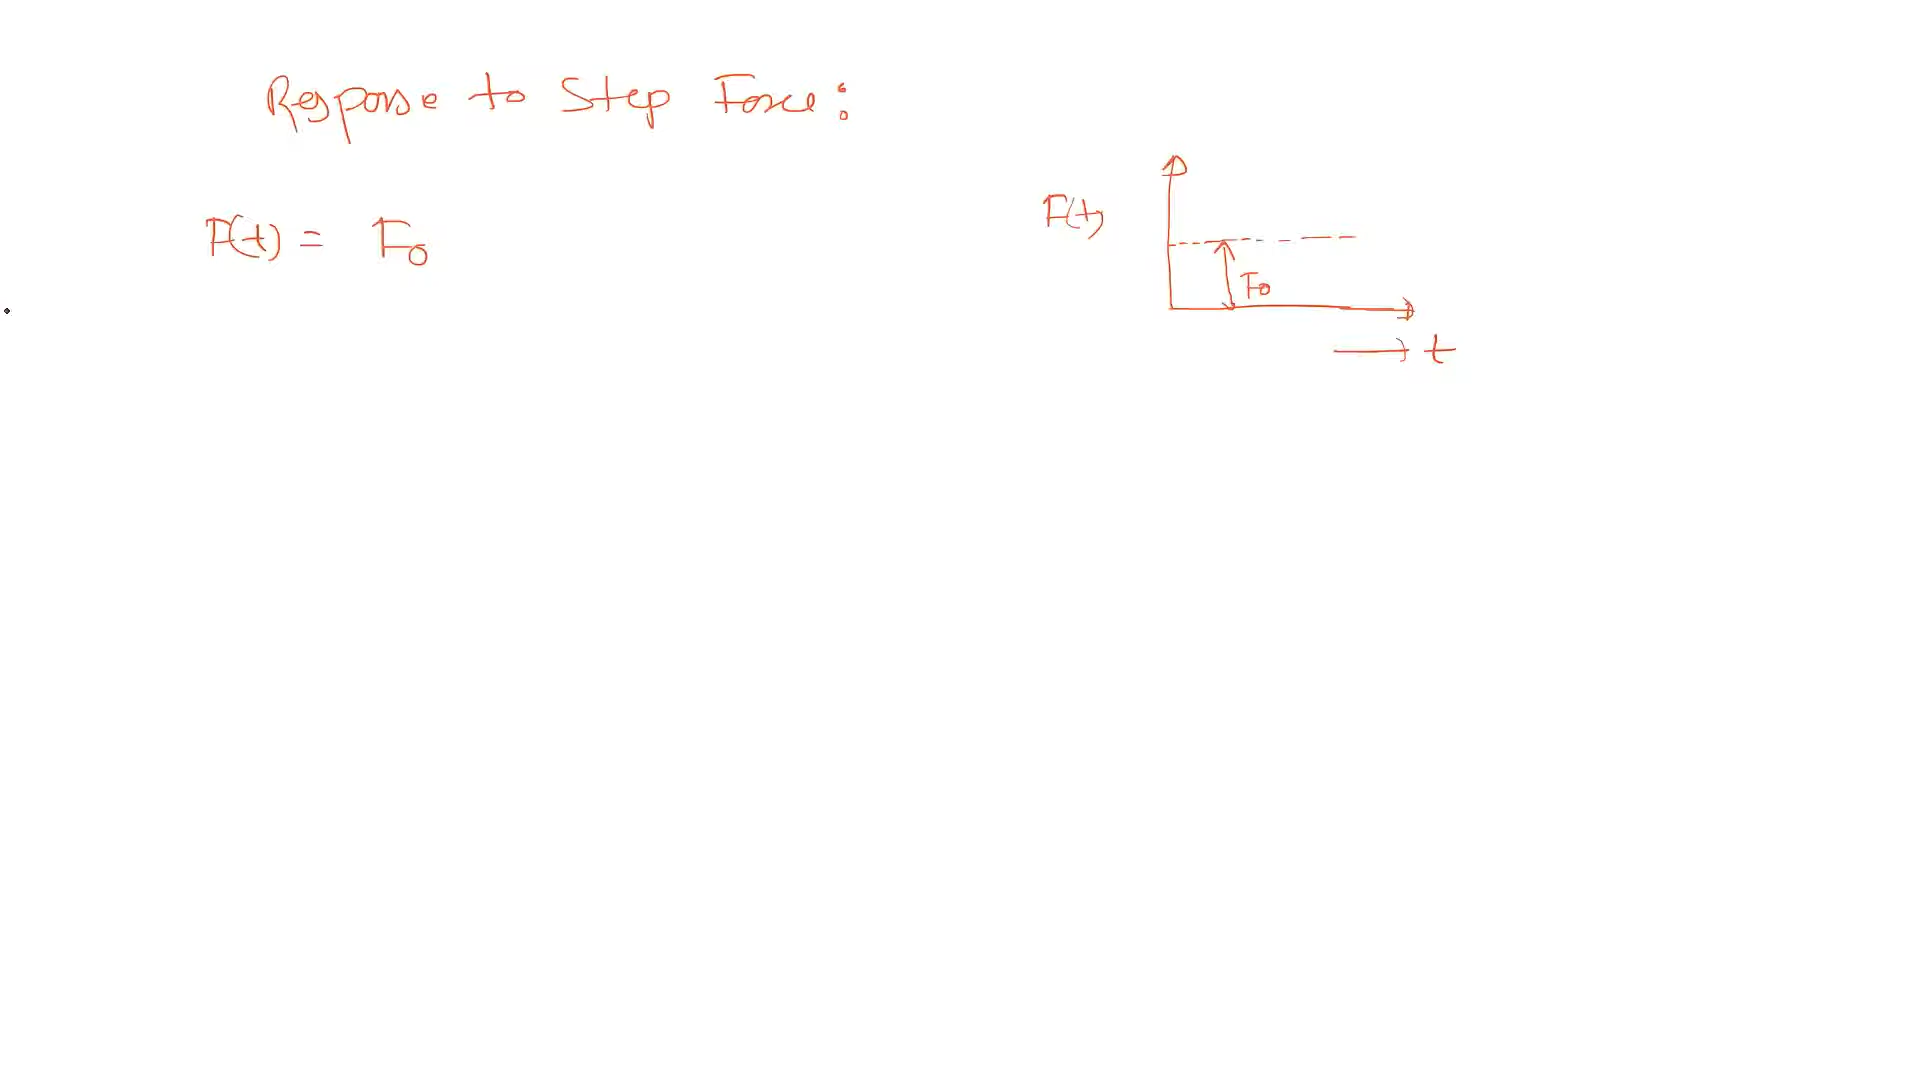 Response to Step Force:
F(t) = F₀
F(t)
F₀
t